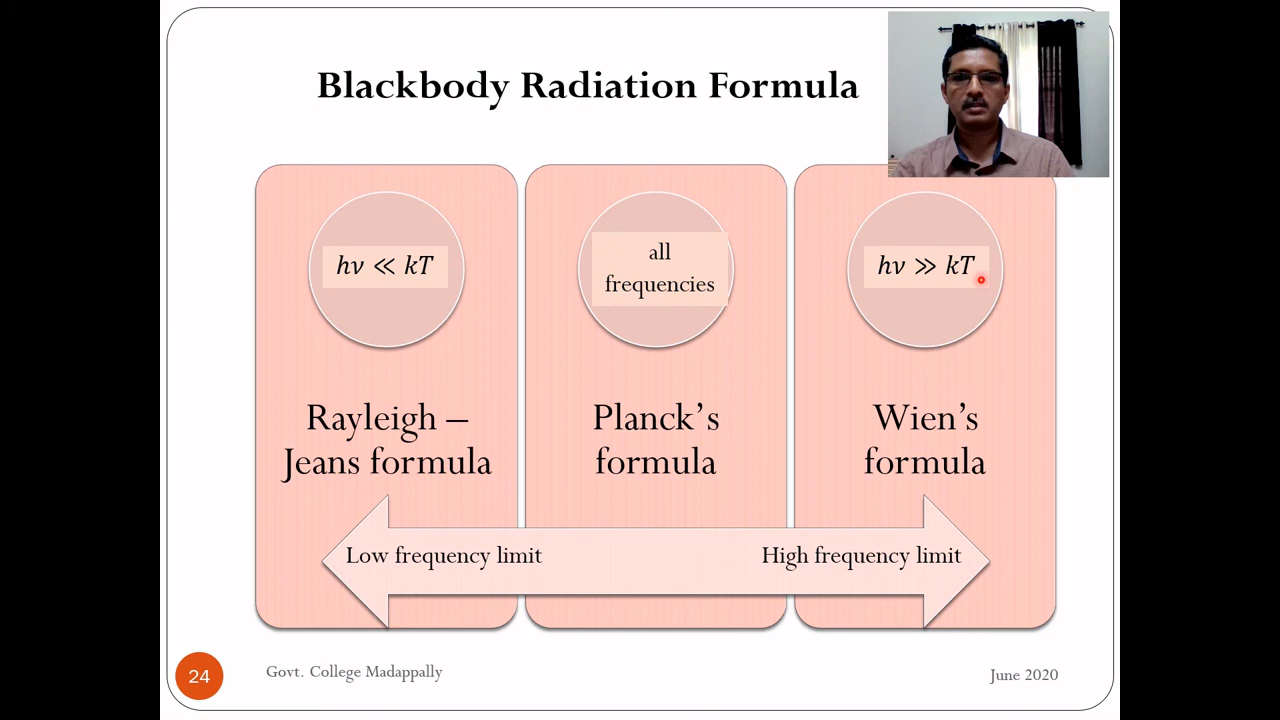 Blackbody Radiation Formula
ℎ𝜈 ≪ 𝑘𝑇
all
frequencies
ℎ𝜈 ≫ 𝑘𝑇
Rayleigh –
Jeans formula
Planck’s
formula
Wien’s
formula
Low frequency limit
High frequency limit
24
Govt. College Madappally
June 2020